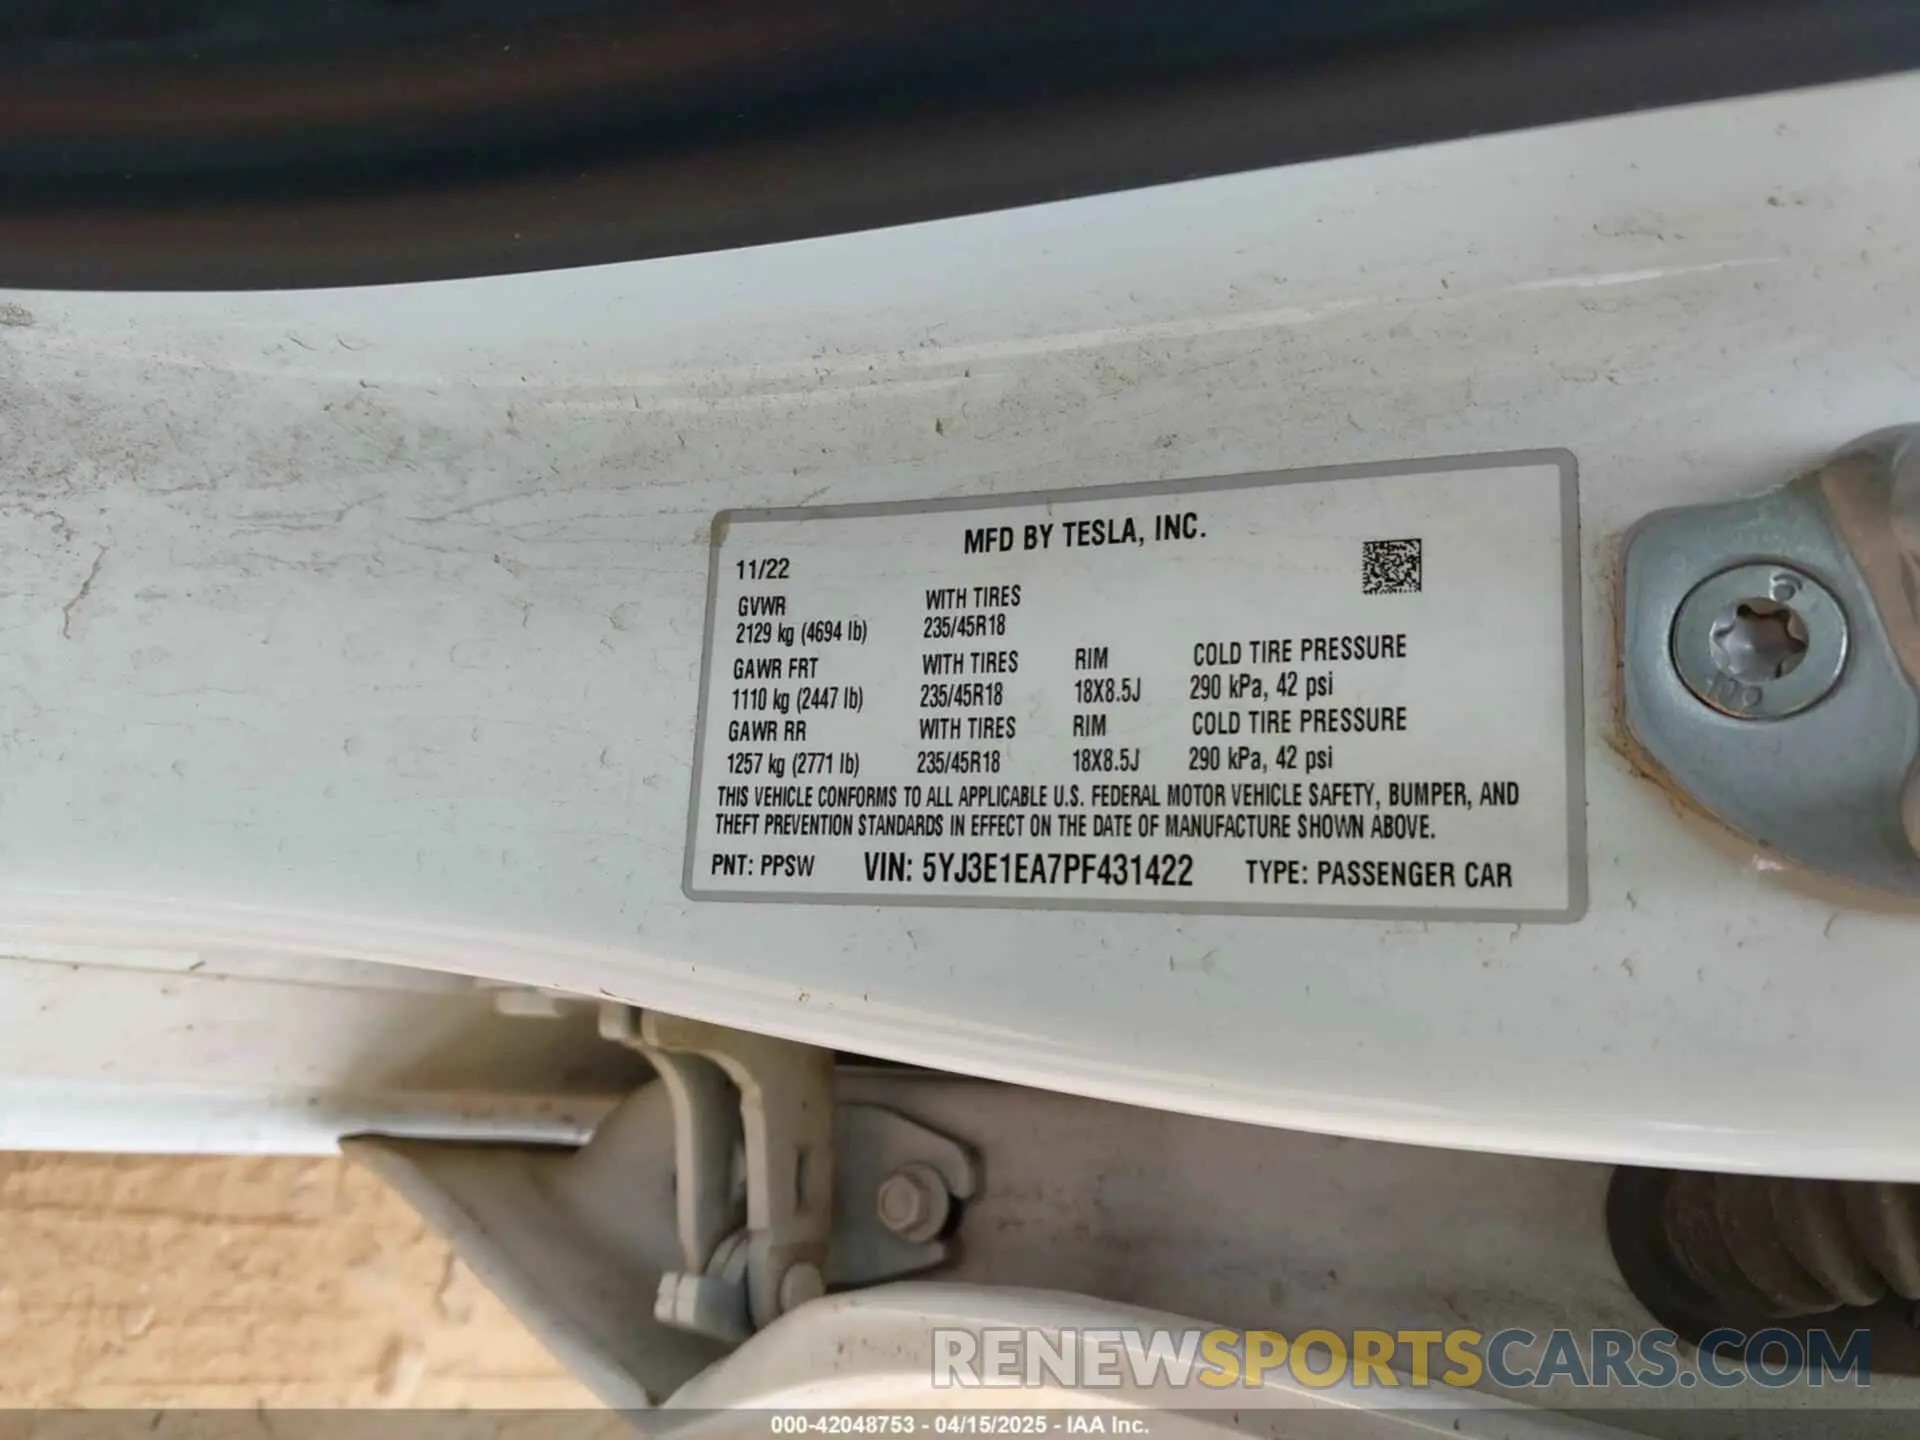 MFD BY TESLA, INC.
11/22
GVWR WITH TIRES
2129 kg (4694 lb) 235/45R18
GAWR FRT WITH TIRES RIM COLD TIRE PRESSURE
1110 kg (2447 lb) 235/45R18 18X8.5J 290 kPa, 42 psi
GAWR RR WITH TIRES RIM COLD TIRE PRESSURE
1257 kg (2771 lb) 235/45R18 18X8.5J 290 kPa, 42 psi
THIS VEHICLE CONFORMS TO ALL APPLICABLE U.S. FEDERAL MOTOR VEHICLE SAFETY, BUMPER, AND
THEFT PREVENTION STANDARDS IN EFFECT ON THE DATE OF MANUFACTURE SHOWN ABOVE.
PNT: PPSW VIN: 5YJ3E1EA7PF431422 TYPE: PASSENGER CAR
RENEWSPORTSCARS.COM
000-42048753 - 04/15/2025 - IAA Inc.